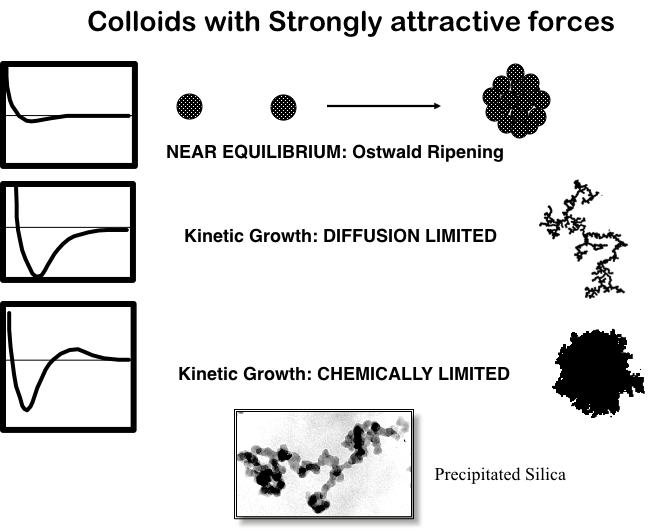 Colloids with Strongly attractive forces
NEAR EQUILIBRIUM: Ostwald Ripening
Kinetic Growth: DIFFUSION LIMITED
Kinetic Growth: CHEMICALLY LIMITED
Precipitated Silica